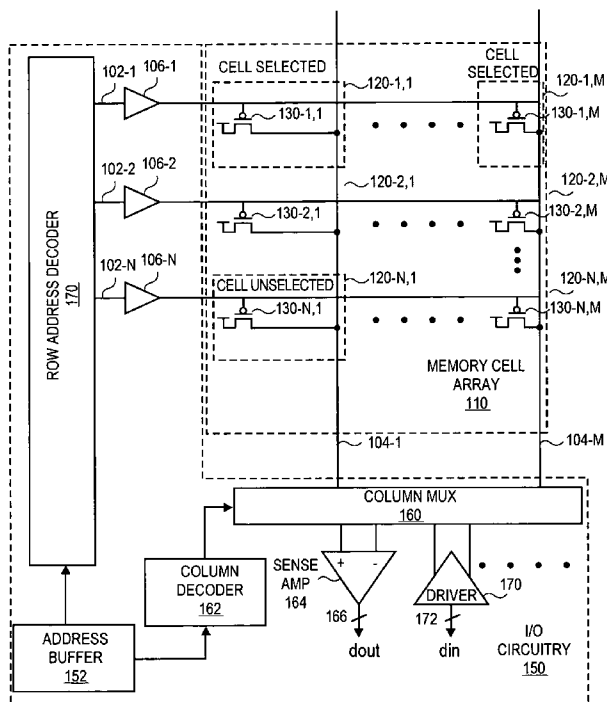 102-1
106-1
CELL SELECTED
120-1,1
CELL
SELECTED
120-1,M
130-1,1
130-1,M
102-2
106-2
120-2,1
120-2,M
130-2,1
130-2,M
ROW ADDRESS DECODER
170
102-N
106-N
CELL UNSELECTED
120-N,1
120-N,M
130-N,1
130-N,M
MEMORY CELL
ARRAY
110
104-1
104-M
COLUMN MUX
160
COLUMN
DECODER
162
SENSE
AMP
164
+
-
DRIVER
170
166
172
dout
din
I/O
CIRCUITRY
150
ADDRESS
BUFFER
152